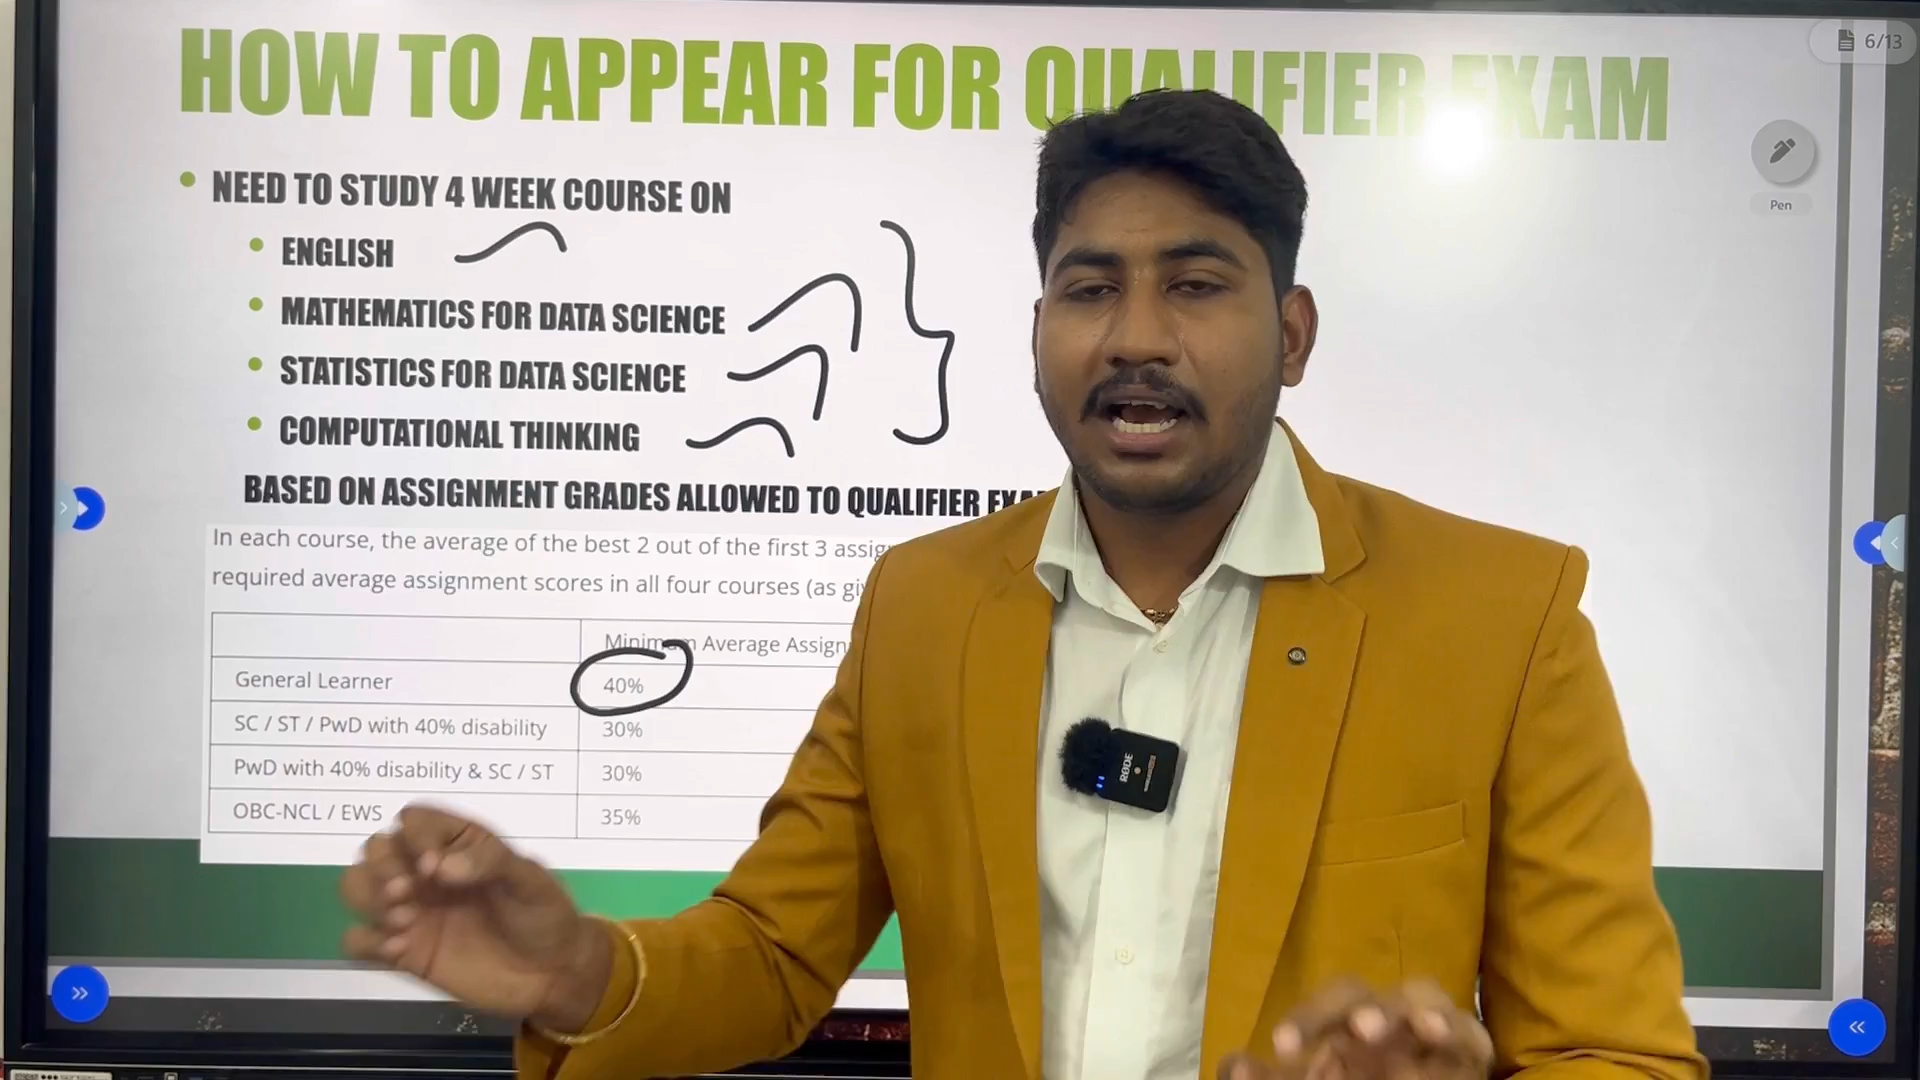 HOW TO APPEAR FOR QUALIFIER EXAM
6/13
Pen
NEED TO STUDY 4 WEEK COURSE ON
ENGLISH
MATHEMATICS FOR DATA SCIENCE
STATISTICS FOR DATA SCIENCE
COMPUTATIONAL THINKING
BASED ON ASSIGNMENT GRADES ALLOWED TO QUALIFIER
In each course, the average of the best 2 out of the first 3
required average assignment scores in all four courses (as
Minimum Average
General Learner 40%
SC / ST / PwD with 40% disability 30%
PwD with 40% disability & SC / ST 30%
OBC-NCL / EWS 35%
RØDE